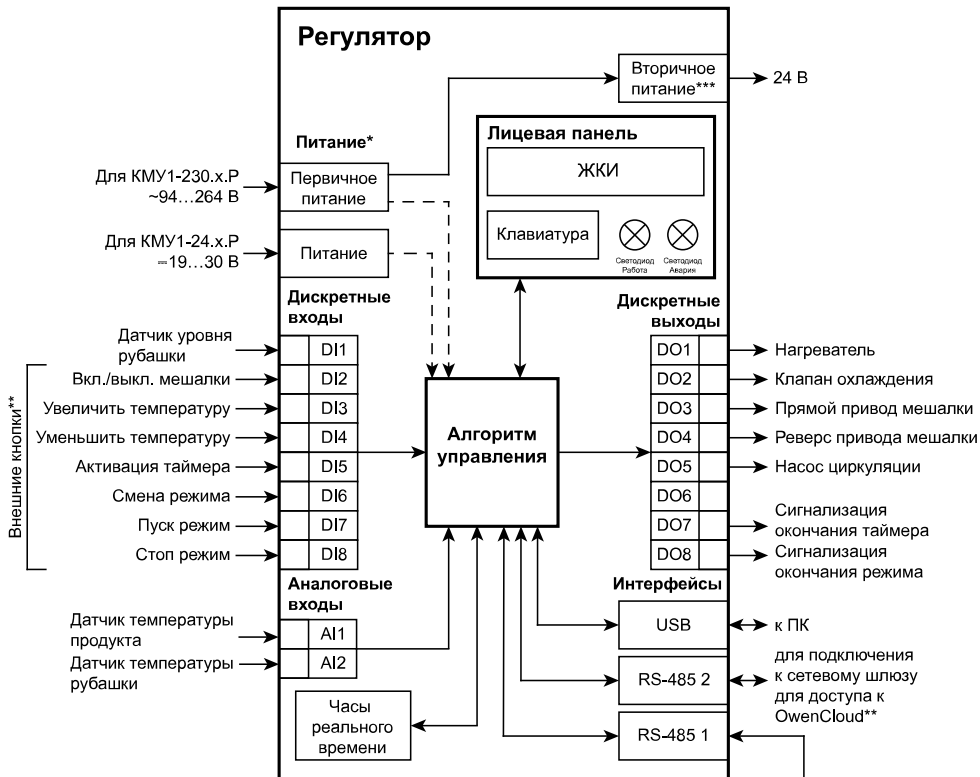 Регулятор
Вторичное
питание***
24 В
Лицевая панель
ЖКИ
Клавиатура
Светодиод
Работа
Светодиод
Авария
Питание*
Для КМУ1-230.х.Р
~94…264 В
Первичное
питание
Для КМУ1-24.х.Р
⎓19…30 В
Питание
Дискретные
входы
Датчик уровня
рубашки
DI1
Внешние кнопки**
Вкл./выкл. мешалки
DI2
Увеличить температуру
DI3
Уменьшить температуру
DI4
Активация таймера
DI5
Смена режима
DI6
Пуск режим
DI7
Стоп режим
DI8
Алгоритм
управления
Дискретные
выходы
DO1
Нагреватель
DO2
Клапан охлаждения
DO3
Прямой привод мешалки
DO4
Реверс привода мешалки
DO5
Насос циркуляции
DO6
DO7
Сигнализация
окончания таймера
DO8
Сигнализация
окончания режима
Аналоговые
входы
Датчик температуры
продукта
AI1
Датчик температуры
рубашки
AI2
Часы
реального
времени
Интерфейсы
USB
к ПК
RS-485 2
для подключения
к сетевому шлюзу
для доступа к
OwenCloud**
RS-485 1